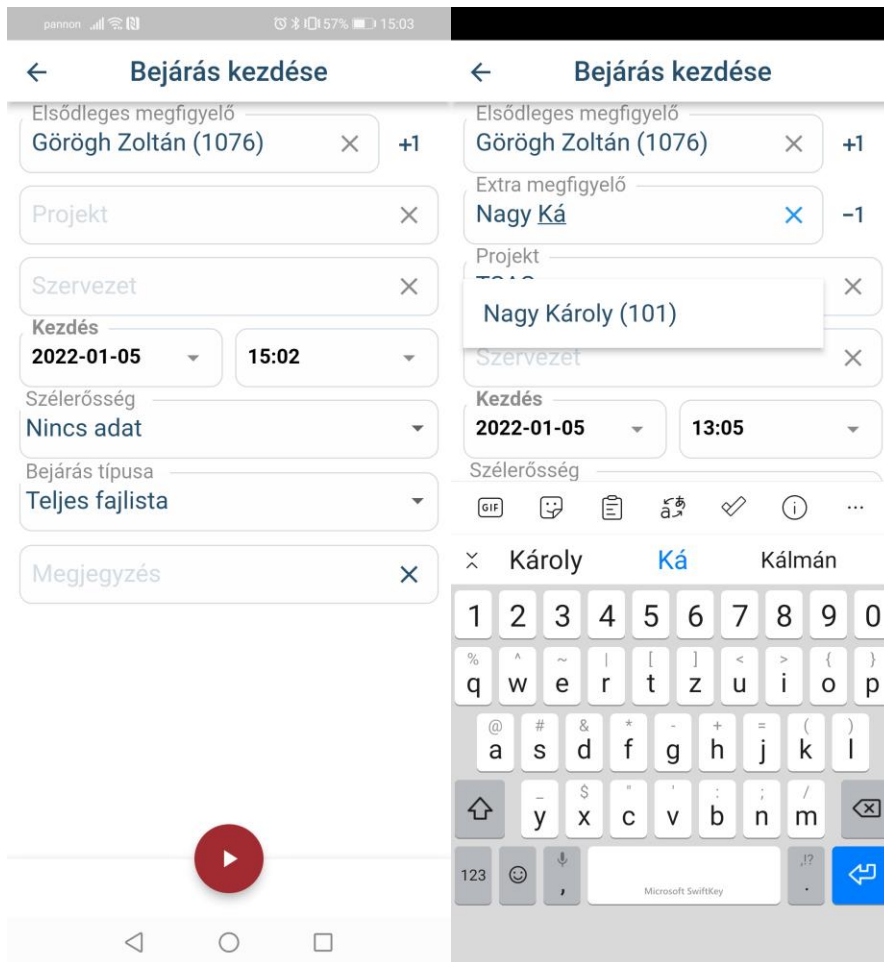 pannon 57% 15:03
Bejárás kezdése
Elsődleges megfigyelő
Görögh Zoltán (1076) +1
Projekt
Szervezet
Kezdés
2022-01-05 15:02
Szélerősség
Nincs adat
Bejárás típusa
Teljes fajlista
Megjegyzés
Bejárás kezdése
Elsődleges megfigyelő
Görögh Zoltán (1076) +1
Extra megfigyelő
Nagy Ká -1
Projekt
Nagy Károly (101)
Szervezet
Kezdés
2022-01-05 13:05
Szélerősség
GIF
Károly Ká Kálmán
1 2 3 4 5 6 7 8 9 0
% ^ ~ | [ ] < > { }
q w e r t z u i o p
@ # & * - + = ( )
a s d f g h j k l
_ $ " ' : ; /
y x c v b n m
123 , Microsoft SwiftKey ,!? .